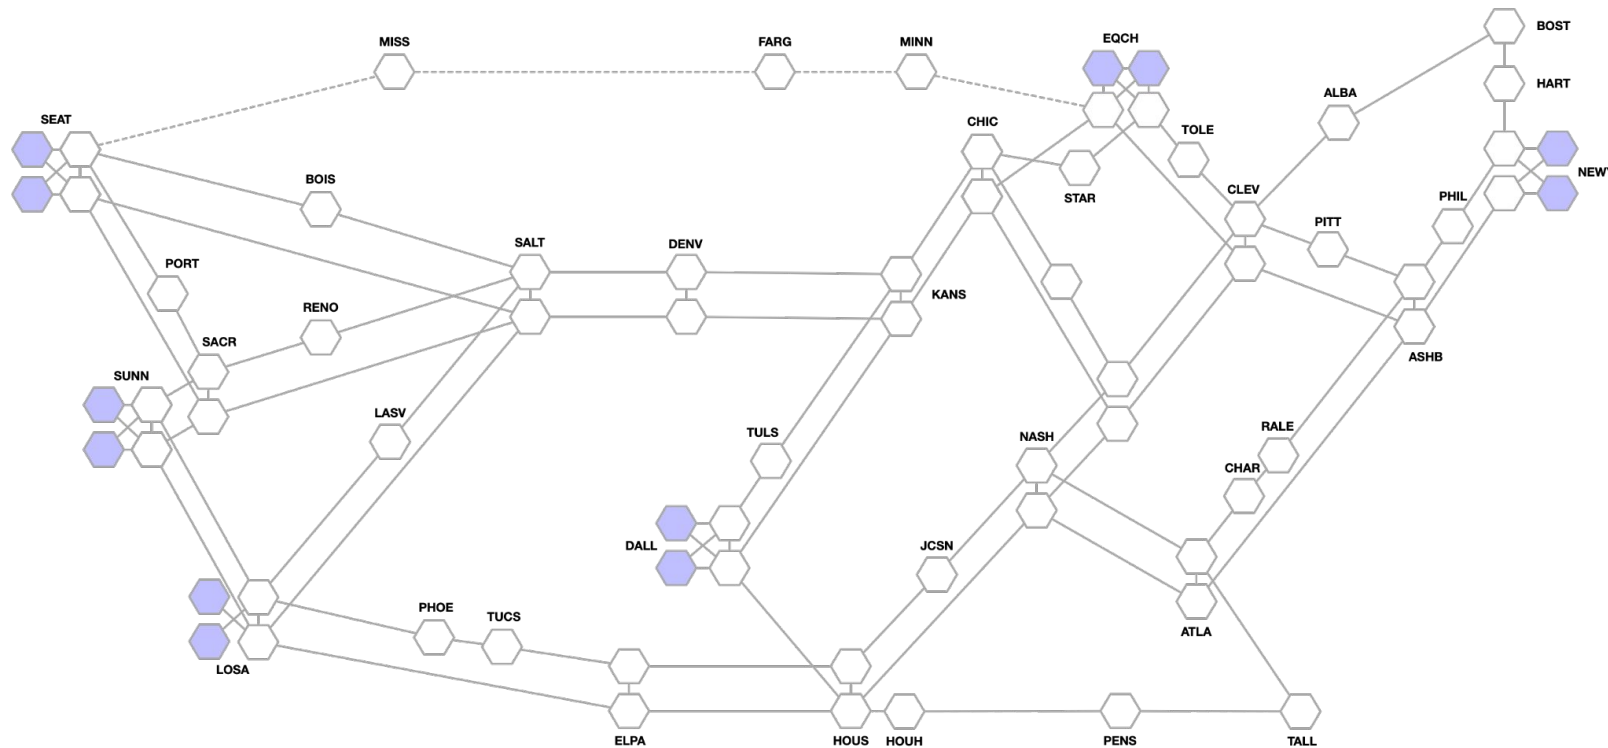 MISS
FARG
MINN
EQCH
BOST
HART
ALBA
SEAT
CHIC
TOLE
STAR
NEWY
BOIS
CLEV
PHIL
PITT
SALT
DENV
PORT
KANS
RENO
SACR
ASHB
SUNN
LASV
TULS
NASH
RALE
CHAR
DALL
JCSN
PHOE
TUCS
ATLA
LOSA
ELPA
HOUS
HOUH
PENS
TALL